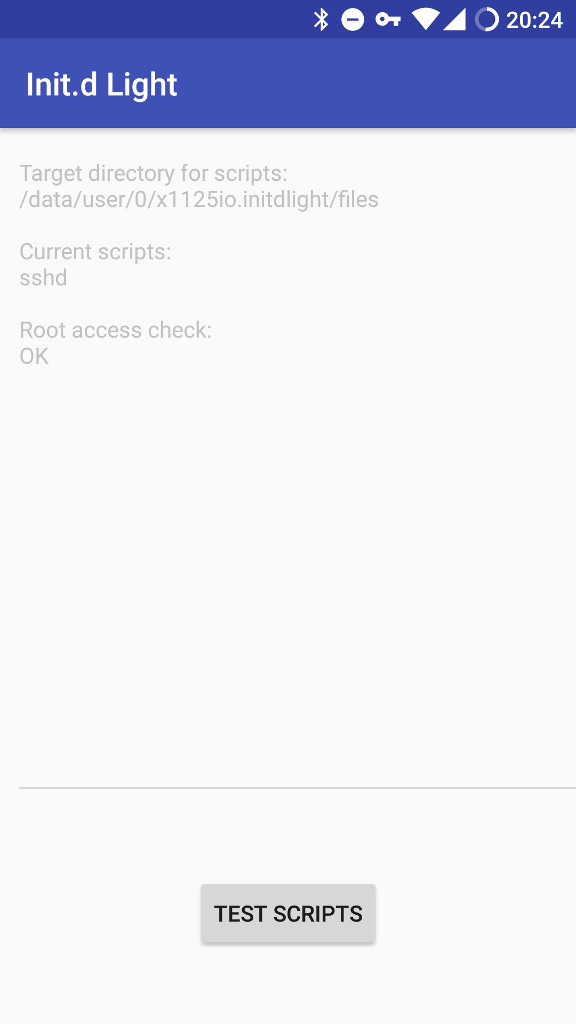 20:24
Init.d Light
Target directory for scripts:
/data/user/0/x1125io.initdlight/files
Current scripts:
sshd
Root access check:
OK
TEST SCRIPTS